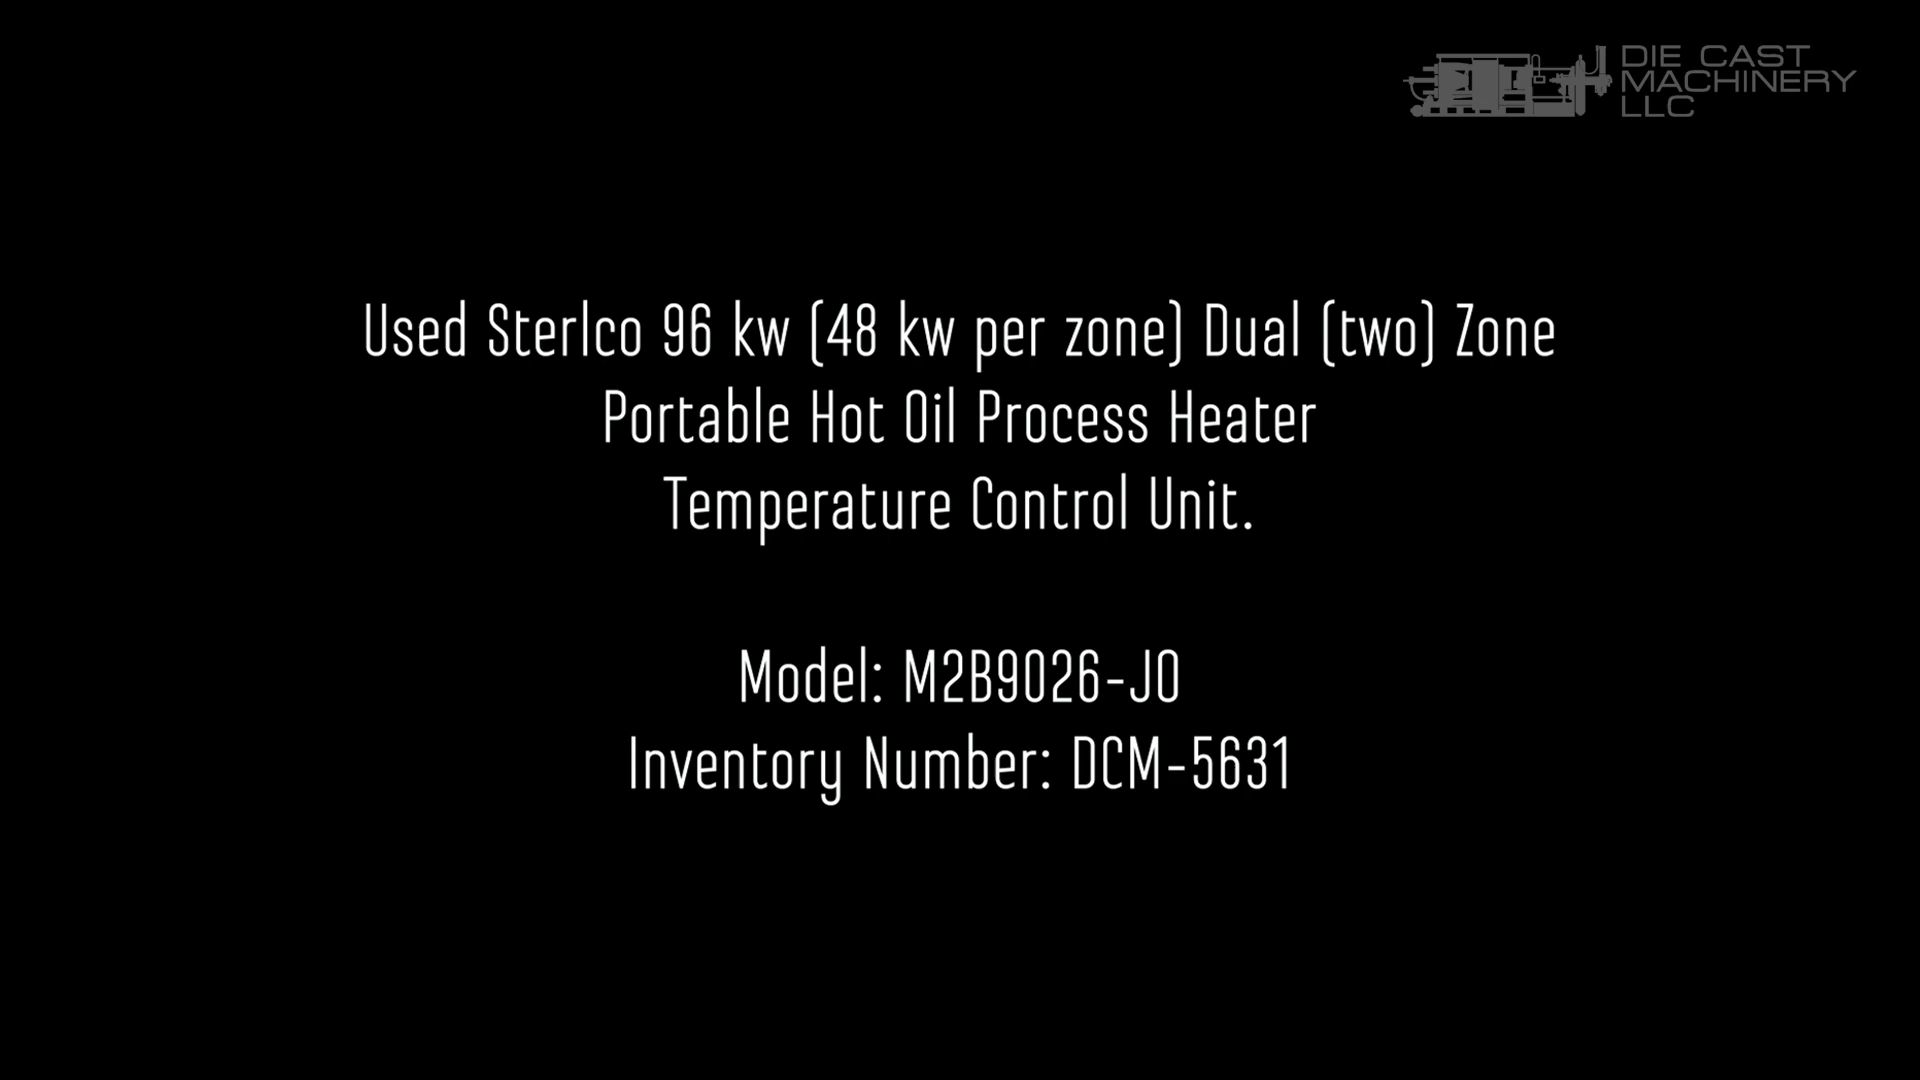 DIE CAST
MACHINERY
LLC
Used Sterlco 96 kw (48 kw per zone) Dual (two) Zone
Portable Hot Oil Process Heater
Temperature Control Unit.
Model: M2B9026-J0
Inventory Number: DCM-5631